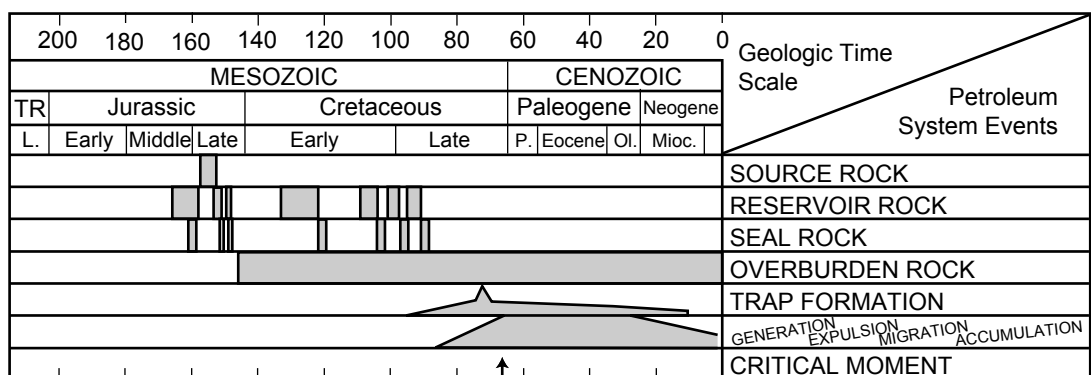 200 180 160 140 120 100 80 60 40 20 0
Geologic Time
Scale
Petroleum
System Events
MESOZOIC CENOZOIC
TR Jurassic Cretaceous Paleogene Neogene
L. Early Middle Late Early Late P. Eocene Ol. Mioc.
SOURCE ROCK
RESERVOIR ROCK
SEAL ROCK
OVERBURDEN ROCK
TRAP FORMATION
GENERATION EXPULSION MIGRATION ACCUMULATION
CRITICAL MOMENT